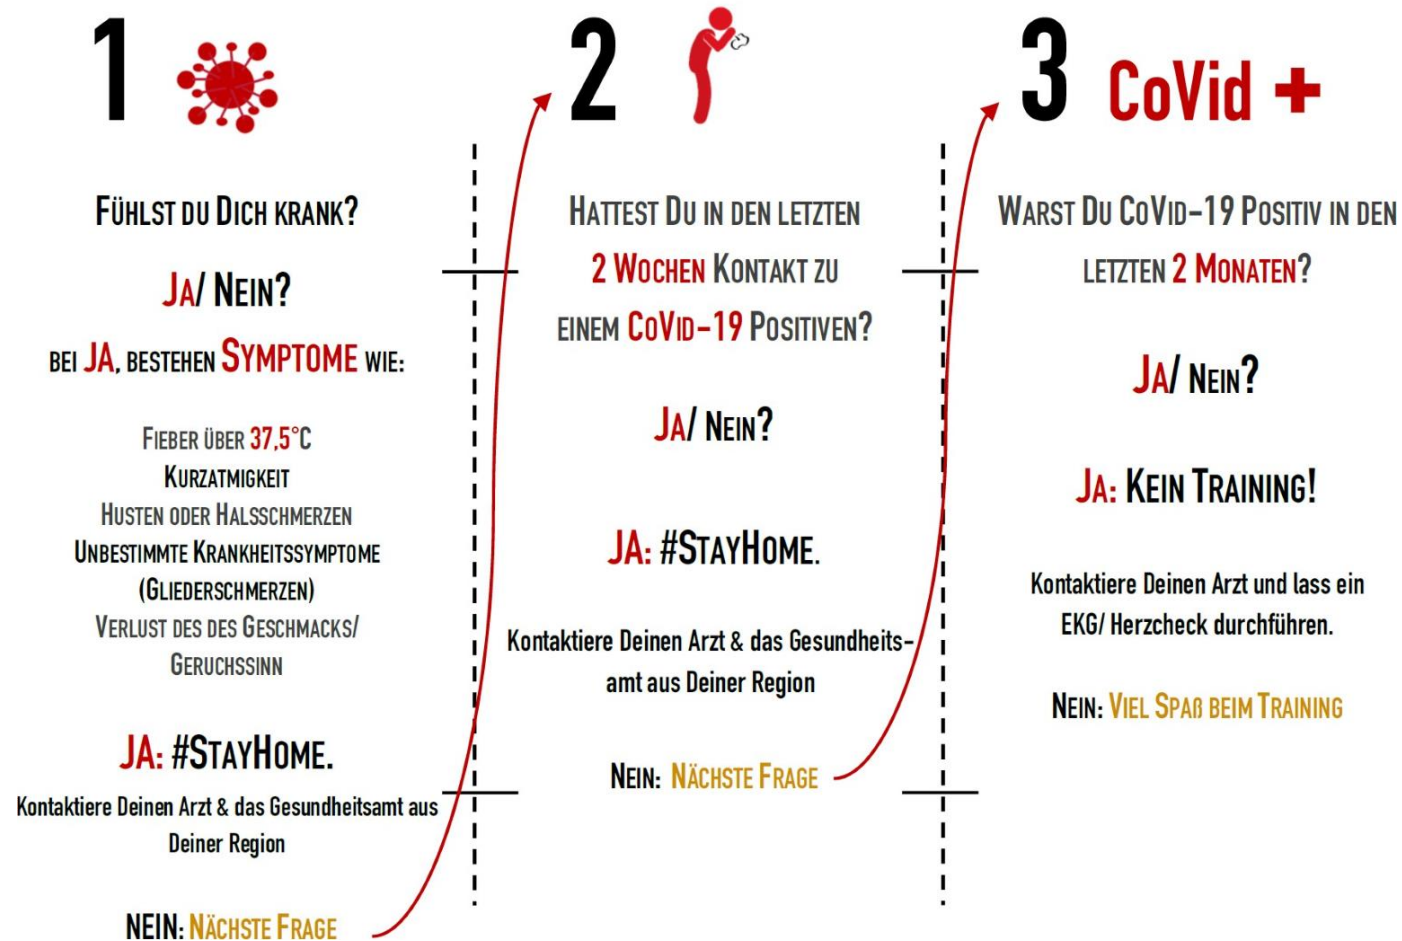 1
FÜHLST DU DICH KRANK?
JA/ NEIN?
BEI JA, BESTEHEN SYMPTOME WIE:
FIEBER ÜBER 37,5°C
KURZATMIGKEIT
HUSTEN ODER HALSSCHMERZEN
UNBESTIMMTE KRANKHEITSSYMPTOME
(GLIEDERSCHMERZEN)
VERLUST DES DES GESCHMACKS/
GERUCHSSINN
JA: #STAYHOME.
Kontaktiere Deinen Arzt & das Gesundheitsamt aus
Deiner Region
NEIN: NÄCHSTE FRAGE
2
HATTEST DU IN DEN LETZTEN
2 WOCHEN KONTAKT ZU
EINEM COVID-19 POSITIVEN?
JA/ NEIN?
JA: #STAYHOME.
Kontaktiere Deinen Arzt & das Gesundheits-
amt aus Deiner Region
NEIN: NÄCHSTE FRAGE
3 CoVid +
WARST DU COVID-19 POSITIV IN DEN
LETZTEN 2 MONATEN?
JA/ NEIN?
JA: KEIN TRAINING!
Kontaktiere Deinen Arzt und lass ein
EKG/ Herzcheck durchführen.
NEIN: VIEL SPAß BEIM TRAINING